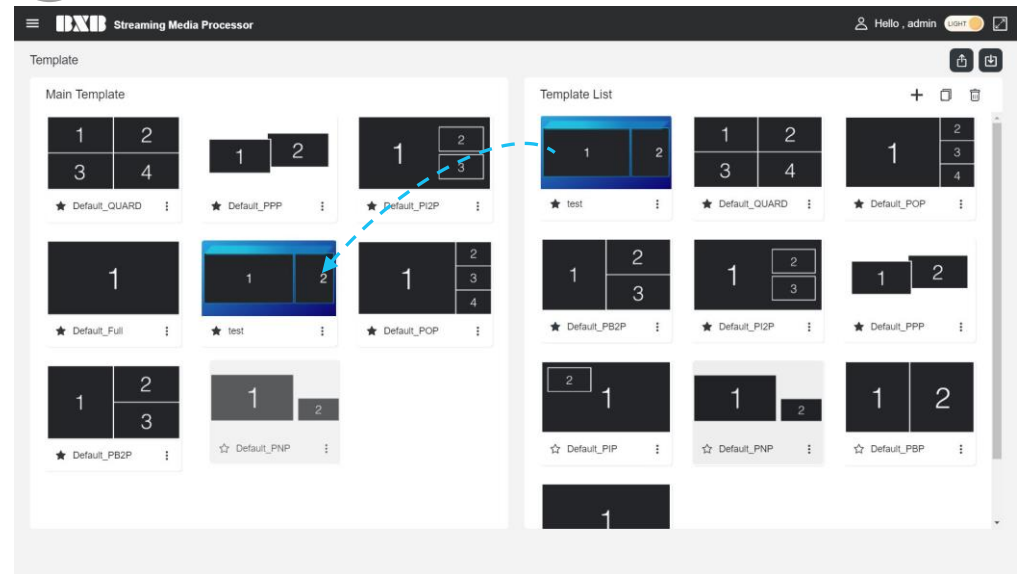 BXB Streaming Media Processor
Hello , admin
LIGHT
Template
Main Template
1 2
3 4
Default_QUARD
1 2
Default_PPP
1 2
3
Default_PI2P
1
Default_Full
1 2
test
1 2
3
4
Default_POP
1 2
3
Default_PB2P
1 2
Default_PNP
Template List
1 2
test
1 2
3 4
Default_QUARD
1 2
3
4
Default_POP
1 2
3
Default_PB2P
1 2
3
Default_PI2P
1 2
Default_PPP
2 1
Default_PIP
1 2
Default_PNP
1 2
Default_PBP
1